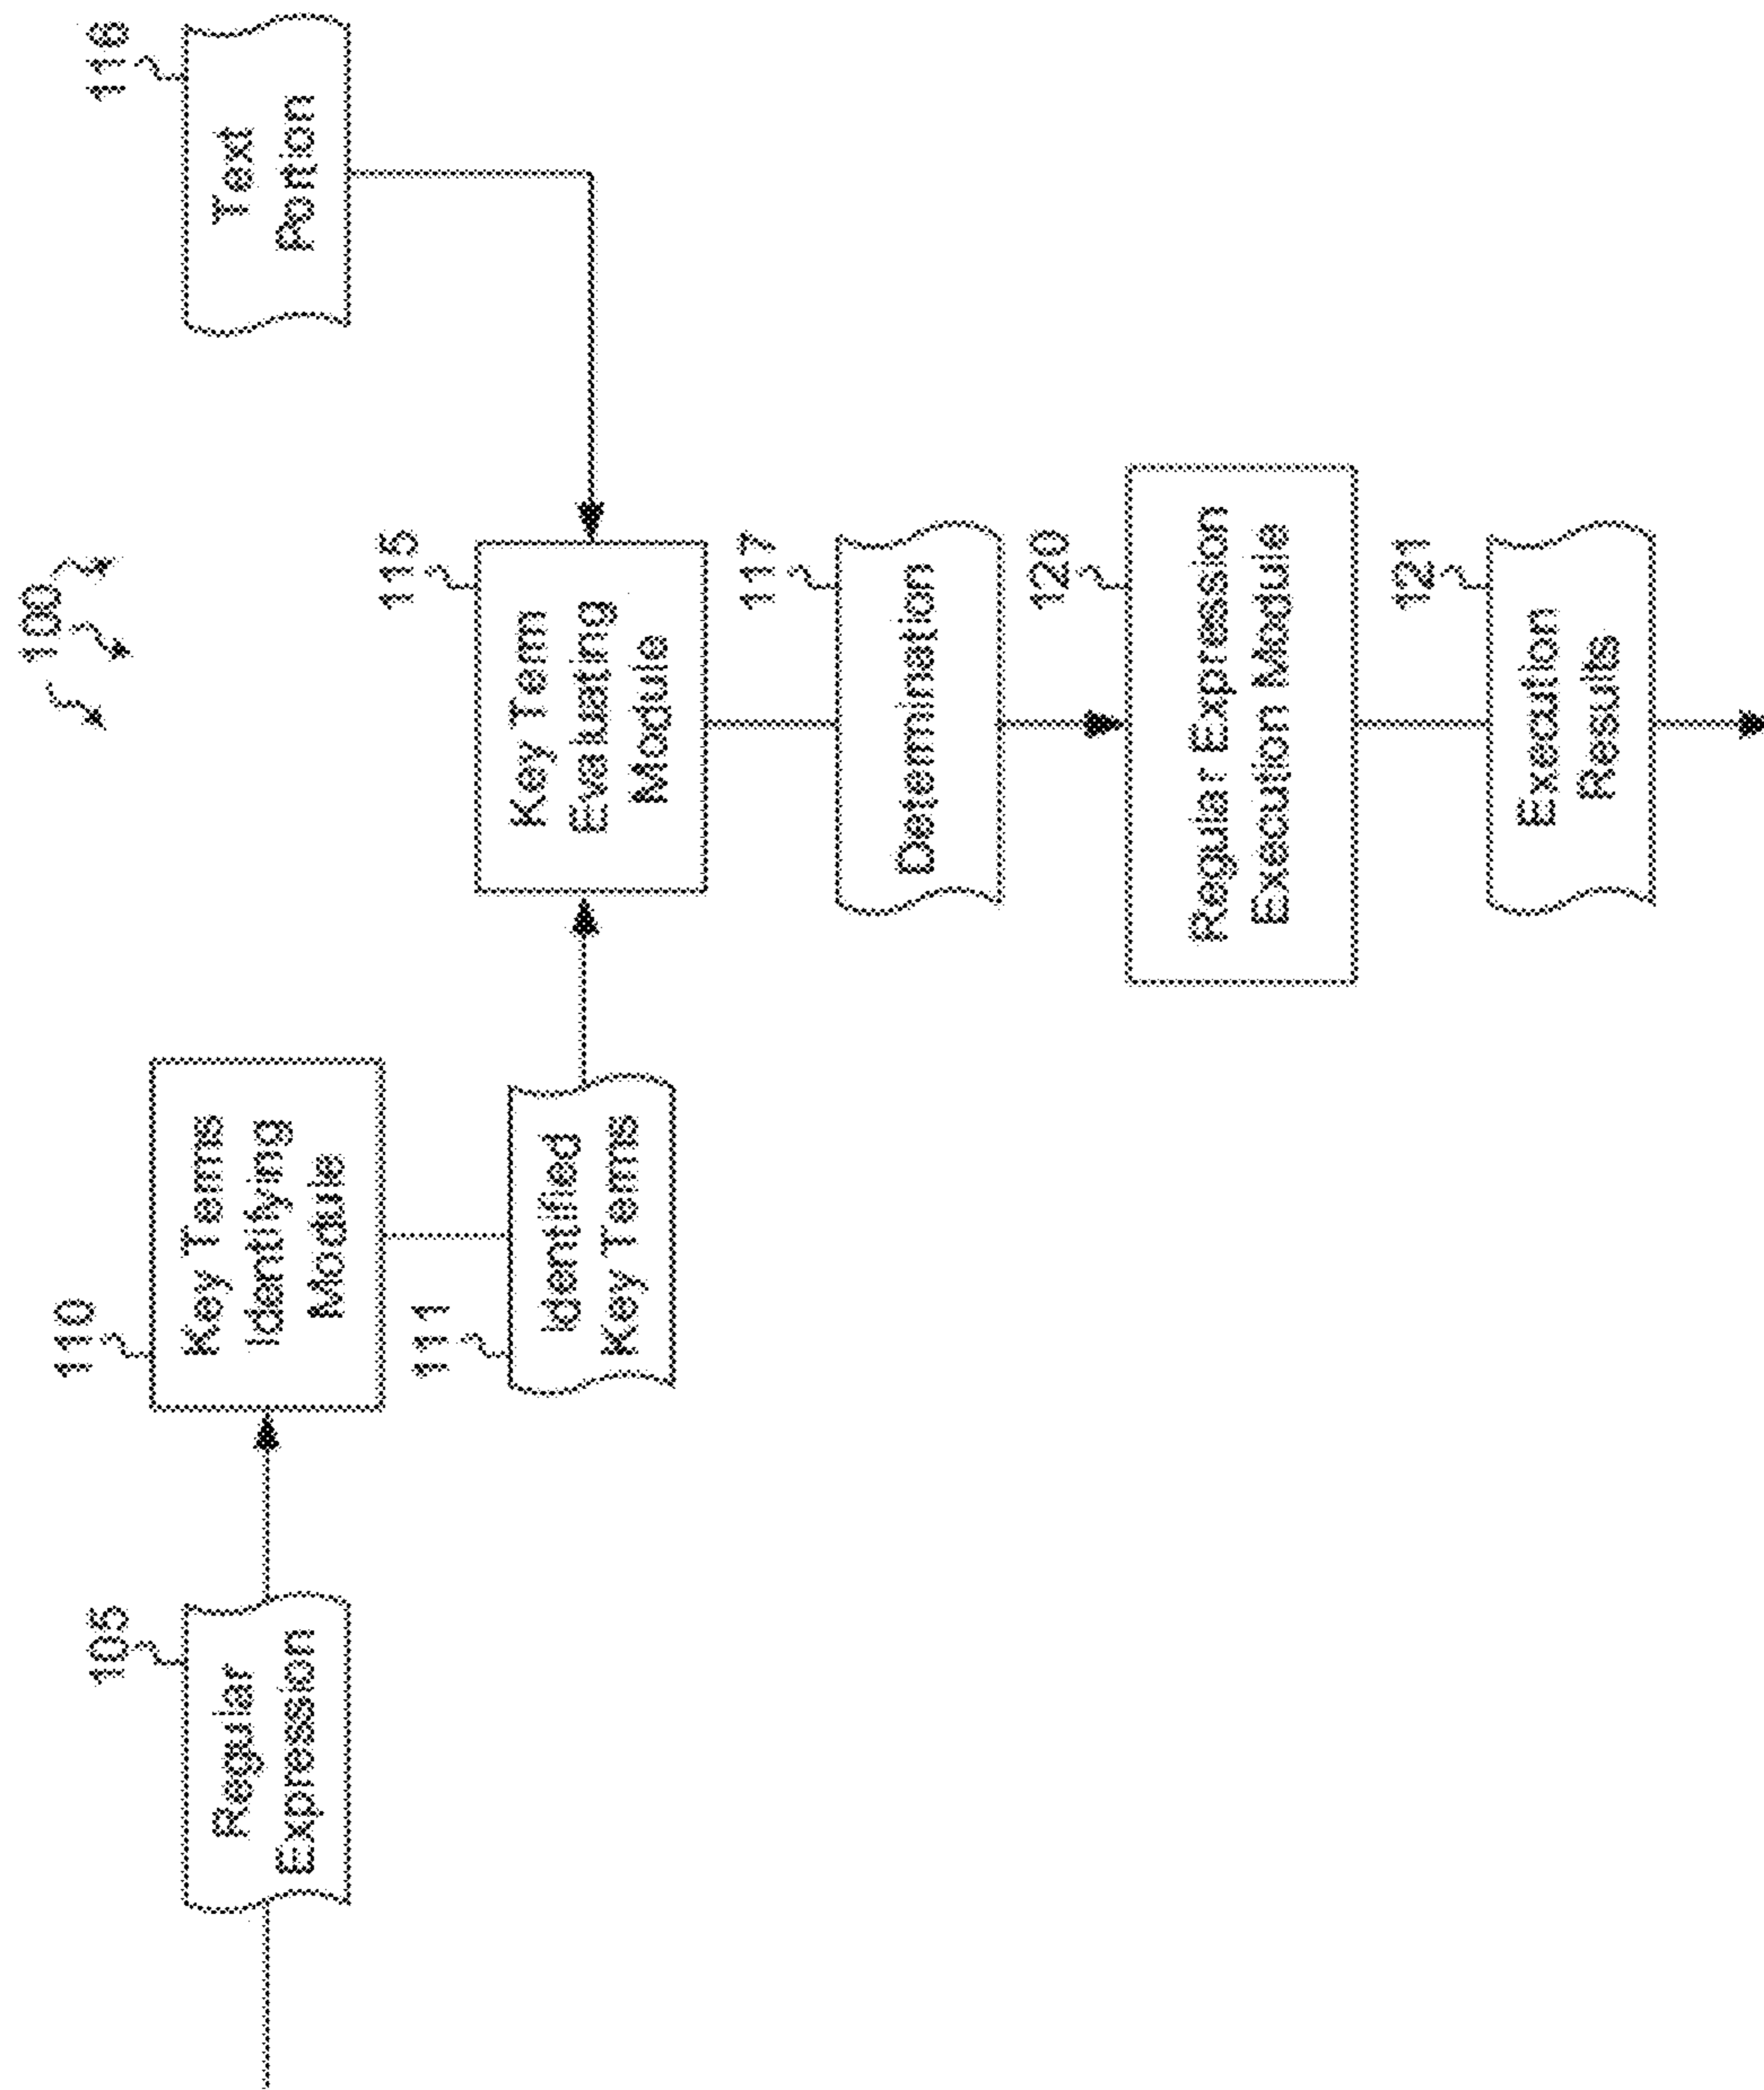 100
105
Regular
Expression
110
Key Terms
Identifying
Module
111
Identified
Key Terms
115
Key Term
Evaluating
Module
116
Text
Portion
117
Determination
120
Regular Expression
Execution Module
121
Execution
Results